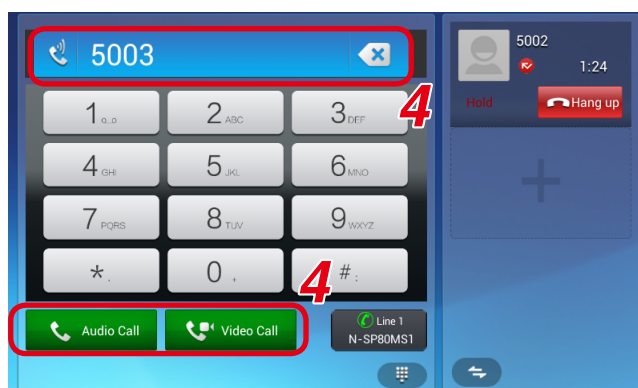 5003
4
1
2 ABC
3 DEF
4 GHI
5 JKL
6 MNO
7 PQRS
8 TUV
9 WXYZ
* .
0 +
# :
4
Audio Call
Video Call
Line 1
N-SP80MS1
5002
1:24
Hold
Hang up